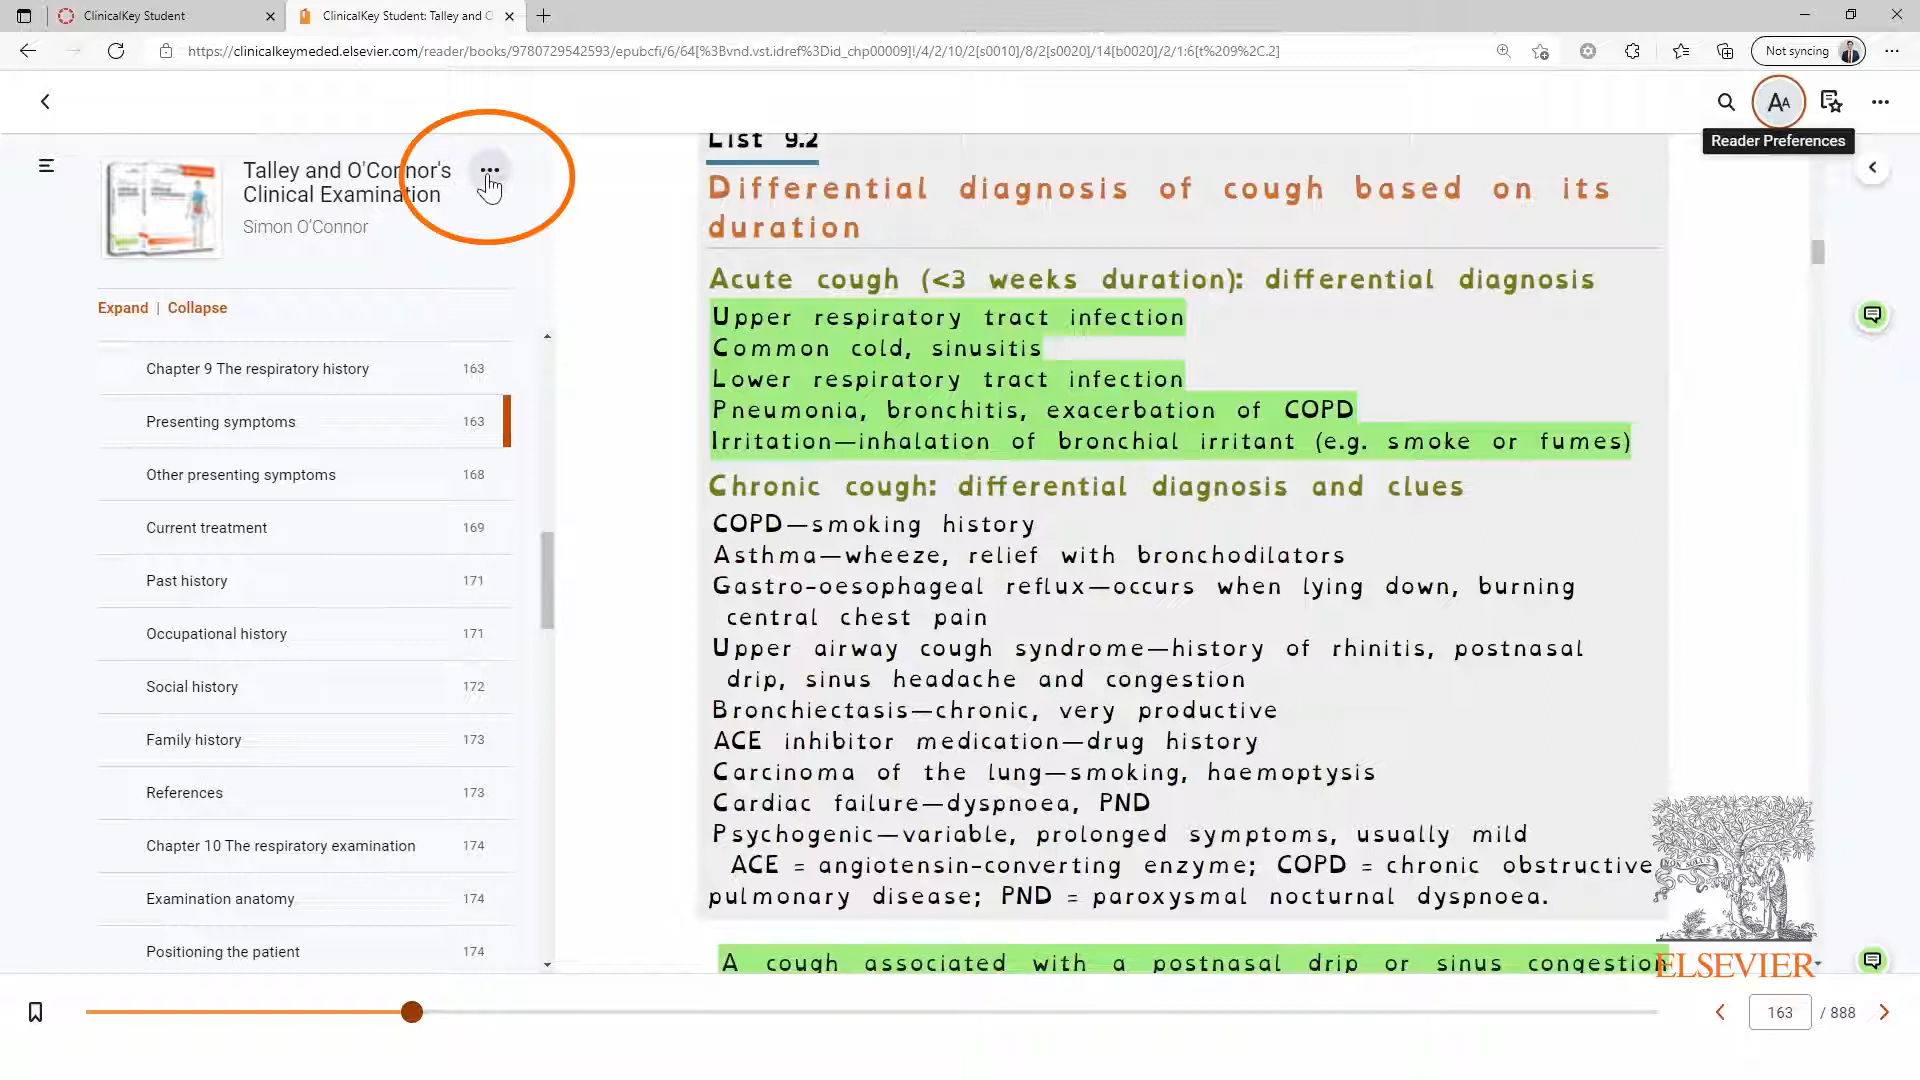 ClinicalKey Student
ClinicalKey Student: Talley and O
https://clinicalkeymeded.elsevier.com/reader/books/9780729542593/epubcfi/6/64[%3Bvnd.vst.idref%3Did_chp00009]!/4/2/10/2[s0010]/8/2[s0020]/14[b0020]/2/1:6[t%209%2C.2]
Not syncing
AA
Reader Preferences
Talley and O'Connor's
Clinical Examination
Simon O'Connor
Expand | Collapse
Chapter 9 The respiratory history 163
Presenting symptoms 163
Other presenting symptoms 168
Current treatment 169
Past history 171
Occupational history 171
Social history 172
Family history 173
References 173
Chapter 10 The respiratory examination 174
Examination anatomy 174
Positioning the patient 174
List 9.2
Differential diagnosis of cough based on its
duration
Acute cough (<3 weeks duration): differential diagnosis
Upper respiratory tract infection
Common cold, sinusitis
Lower respiratory tract infection
Pneumonia, bronchitis, exacerbation of COPD
Irritation—inhalation of bronchial irritant (e.g. smoke or fumes)
Chronic cough: differential diagnosis and clues
COPD—smoking history
Asthma—wheeze, relief with bronchodilators
Gastro-oesophageal reflux—occurs when lying down, burning
central chest pain
Upper airway cough syndrome—history of rhinitis, postnasal
drip, sinus headache and congestion
Bronchiectasis—chronic, very productive
ACE inhibitor medication—drug history
Carcinoma of the lung—smoking, haemoptysis
Cardiac failure—dyspnoea, PND
Psychogenic—variable, prolonged symptoms, usually mild
ACE = angiotensin-converting enzyme; COPD = chronic obstructive
pulmonary disease; PND = paroxysmal nocturnal dyspnoea.
A cough associated with a postnasal drip or sinus congestion
ELSEVIER
163 / 888